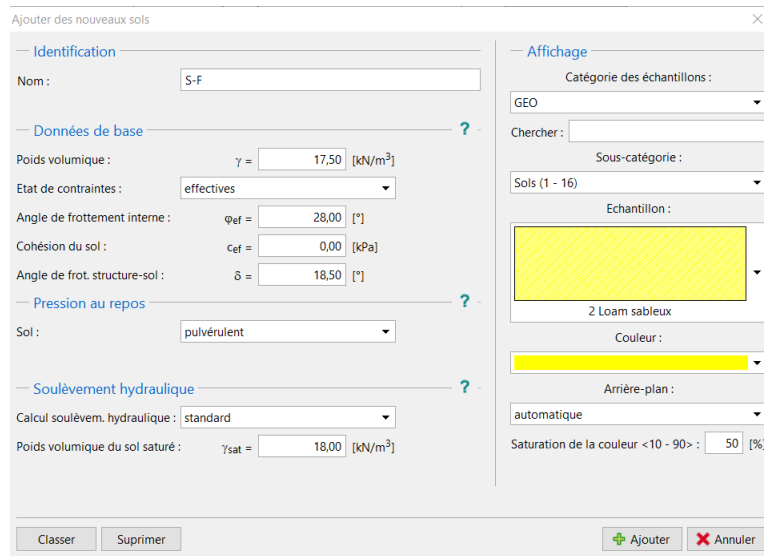 Ajouter des nouveaux sols
Identification
Nom :
S-F
Données de base
?
Poids volumique :
γ =
17,50
[kN/m³]
Etat de contraintes :
effectives
Angle de frottement interne :
φef =
28,00
[°]
Cohésion du sol :
cef =
0,00
[kPa]
Angle de frot. structure-sol :
δ =
18,50
[°]
Pression au repos
?
Sol :
pulvérulent
Soulèvement hydraulique
?
Calcul soulèvem. hydraulique :
standard
Poids volumique du sol saturé :
γsat =
18,00
[kN/m³]
Affichage
Catégorie des échantillons :
GEO
Chercher :
Sous-catégorie :
Sols (1 - 16)
Echantillon :
2 Loam sableux
Couleur :
Arrière-plan :
automatique
Saturation de la couleur <10 - 90> :
50
[%]
Classer
Suprimer
Ajouter
Annuler